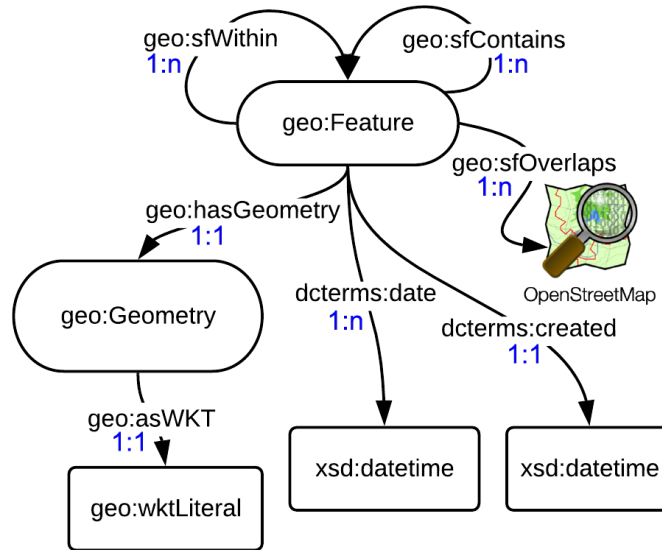 geo:sfWithin
1:n
geo:sfContains
1:n
geo:Feature
geo:sfOverlaps
1:n
geo:hasGeometry
1:1
OpenStreetMap
dcterms:date
1:n
geo:Geometry
dcterms:created
1:1
geo:asWKT
1:1
xsd:datetime
xsd:datetime
geo:wktLiteral